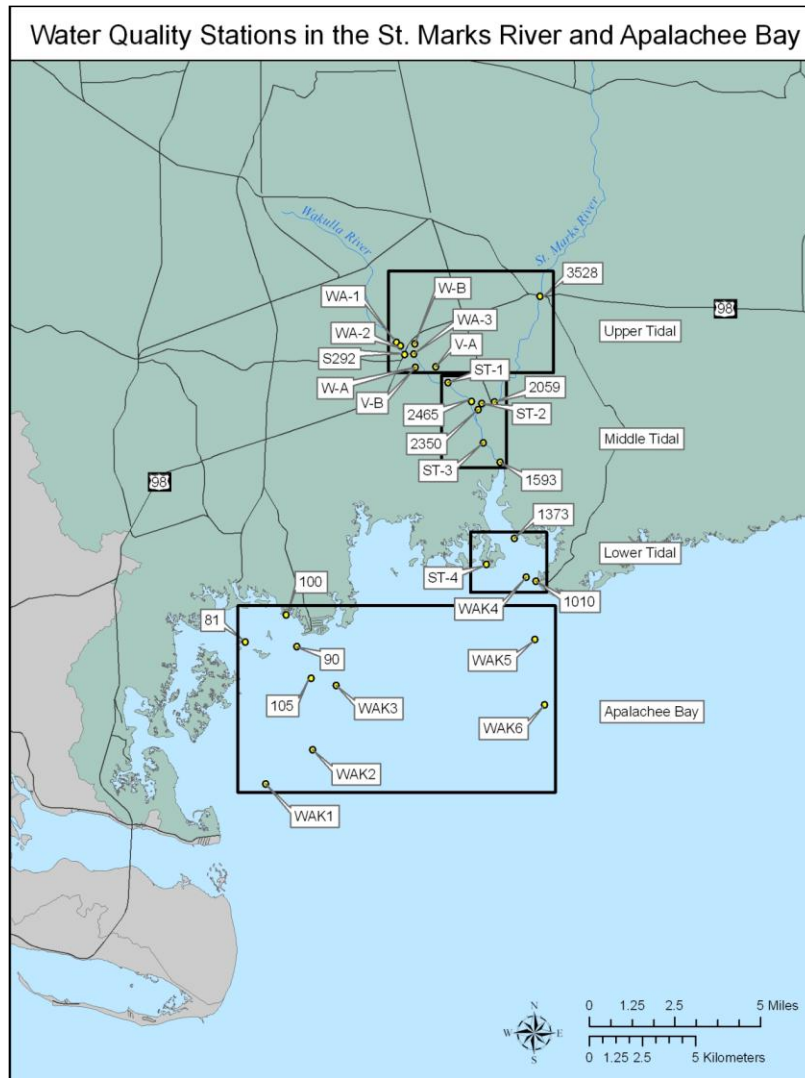 Water Quality Stations in the St. Marks River and Apalachee Bay
Wakulla River
St. Marks River
3528
W-B
WA-1
98
Upper Tidal
WA-2
WA-3
S292
V-A
W-A
ST-1
V-B
2059
2465
ST-2
2350
Middle Tidal
ST-3
1593
98
1373
Lower Tidal
ST-4
100
WAK4
1010
81
90
WAK5
105
WAK3
WAK6
Apalachee Bay
WAK2
WAK1
N
W E
S
0 1.25 2.5 5 Miles
0 1.25 2.5 5 Kilometers